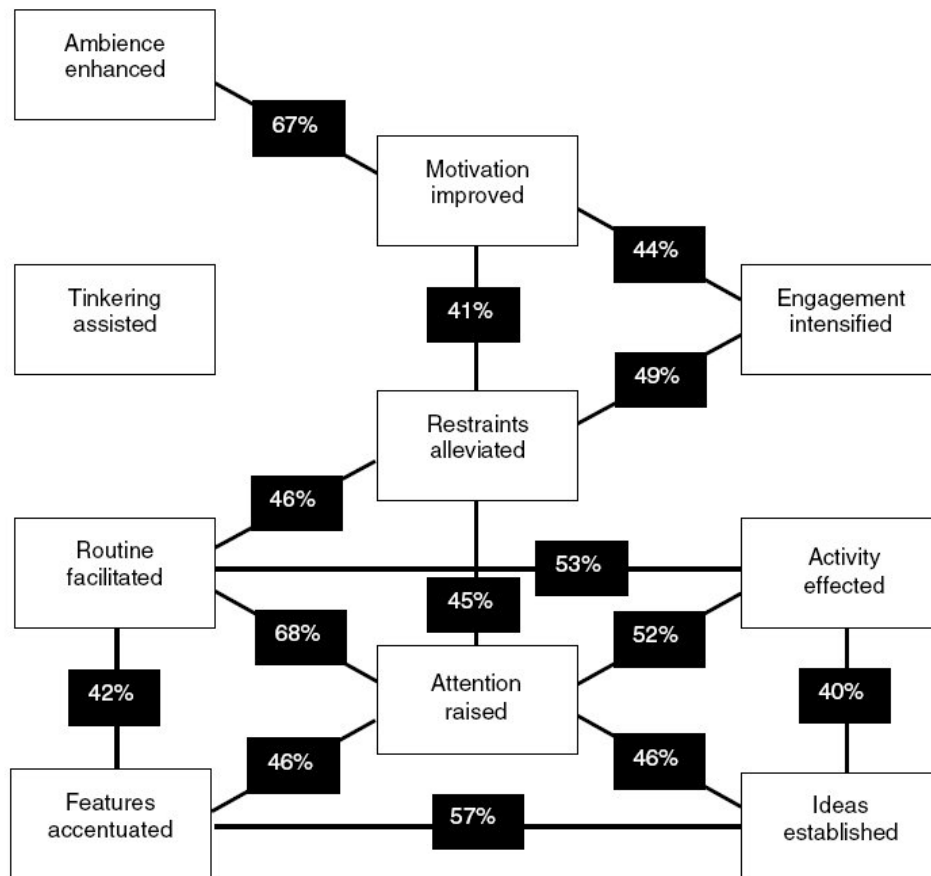 Ambience
enhanced
67%
Motivation
improved
44%
Tinkering
assisted
41%
Engagement
intensified
49%
Restraints
alleviated
46%
Routine
facilitated
53%
Activity
effected
45%
68%
52%
42%
Attention
raised
40%
46%
46%
Features
accentuated
57%
Ideas
established